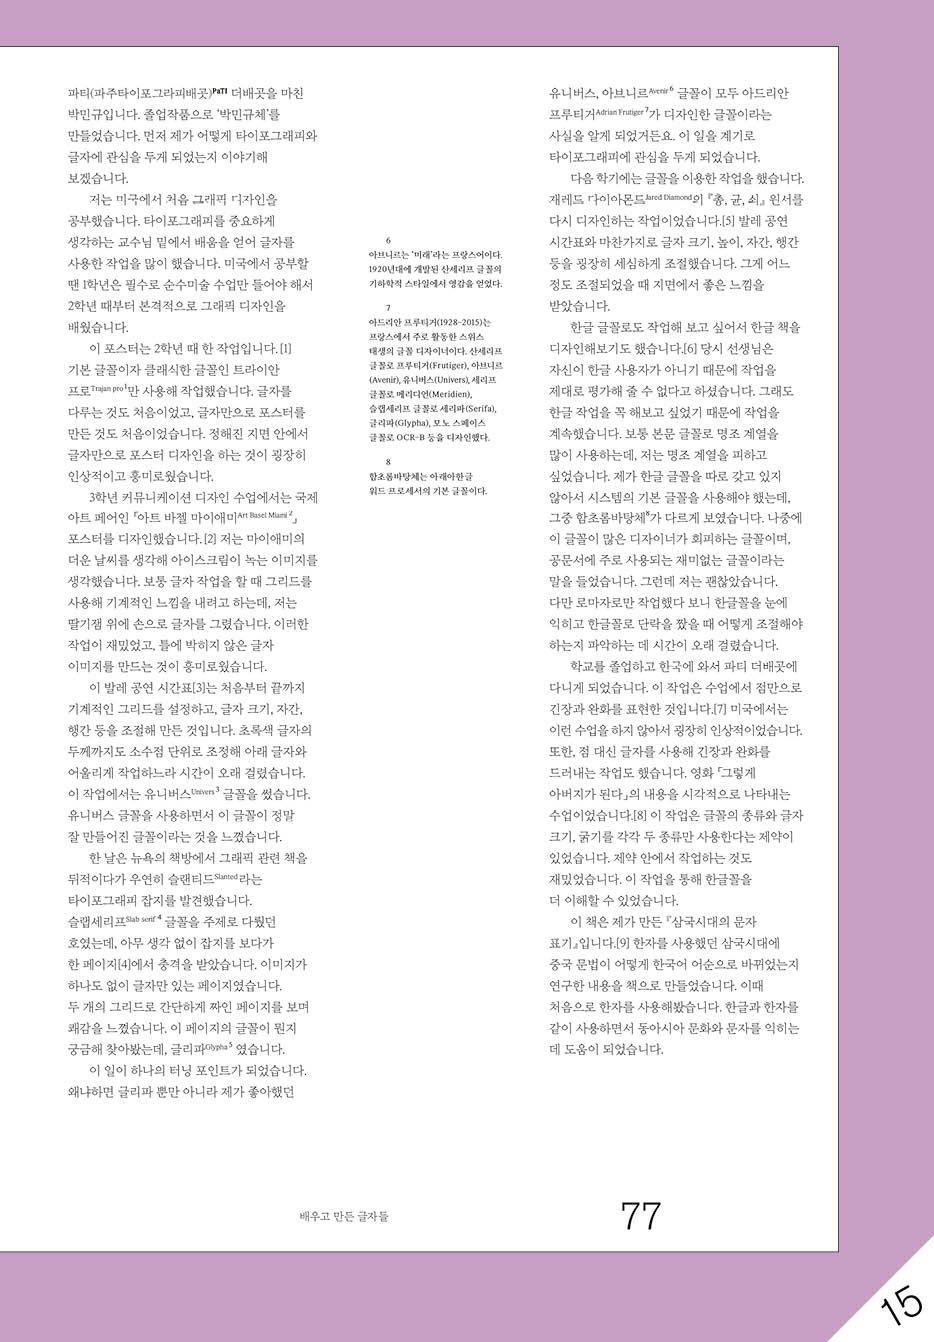 파티(파주타이포그라피배곳)PaTI 더배곳을 마친
박민규입니다. 졸업작품으로 '박민규체'를
만들었습니다. 먼저 제가 어떻게 타이포그래피와
글자에 관심을 두게 되었는지 이야기해
보겠습니다.
저는 미국에서 처음 그래픽 디자인을
공부했습니다. 타이포그래피를 중요하게
생각하는 교수님 밑에서 배움을 얻어 글자를
사용한 작업을 많이 했습니다. 미국에서 공부할
땐 1학년은 필수로 순수미술 수업만 들어야 해서
2학년 때부터 본격적으로 그래픽 디자인을
배웠습니다.
이 포스터는 2학년 때 한 작업입니다.[1]
기본 글꼴이자 클래식한 글꼴인 트라이안
프로Trajan pro1만 사용해 작업했습니다. 글자를
다루는 것도 처음이었고, 글자만으로 포스터를
만든 것도 처음이었습니다. 정해진 지면 안에서
글자만으로 포스터 디자인을 하는 것이 굉장히
인상적이고 흥미로웠습니다.
3학년 커뮤니케이션 디자인 수업에서는 국제
아트 페어인 「아트 바젤 마이애미Art Basel Miami 2」
포스터를 디자인했습니다.[2] 저는 마이애미의
더운 날씨를 생각해 아이스크림이 녹는 이미지를
생각했습니다. 보통 글자 작업을 할 때 그리드를
사용해 기계적인 느낌을 내려고 하는데, 저는
딸기잼 위에 손으로 글자를 그렸습니다. 이러한
작업이 재밌었고, 틀에 박히지 않은 글자
이미지를 만드는 것이 흥미로웠습니다.
이 발레 공연 시간표[3]는 처음부터 끝까지
기계적인 그리드를 설정하고, 글자 크기, 자간,
행간 등을 조절해 만든 것입니다. 초록색 글자의
두께까지도 소수점 단위로 조정해 아래 글자와
어울리게 작업하느라 시간이 오래 걸렸습니다.
이 작업에서는 유니버스Univers 3 글꼴을 썼습니다.
유니버스 글꼴을 사용하면서 이 글꼴이 정말
잘 만들어진 글꼴이라는 것을 느꼈습니다.
한 날은 뉴욕의 책방에서 그래픽 관련 책을
뒤적이다가 우연히 슬랜티드Slanted라는
타이포그래피 잡지를 발견했습니다.
슬랩세리프Slab serif 4 글꼴을 주제로 다뤘던
호였는데, 아무 생각 없이 잡지를 보다가
한 페이지[4]에서 충격을 받았습니다. 이미지가
하나도 없이 글자만 있는 페이지였습니다.
두 개의 그리드로 간단하게 짜인 페이지를 보며
쾌감을 느꼈습니다. 이 페이지의 글꼴이 뭔지
궁금해 찾아봤는데, 글리파Glypha 5 였습니다.
이 일이 하나의 터닝 포인트가 되었습니다.
왜냐하면 글리파 뿐만 아니라 제가 좋아했던
6
아브니르는 '미래'라는 프랑스어이다.
1920년대에 개발된 산세리프 글꼴의
기하학적 스타일에서 영감을 얻었다.
7
아드리안 프루티거(1928–2015)는
프랑스에서 주로 활동한 스위스
태생의 글꼴 디자이너이다. 산세리프
글꼴로 프루티거(Frutiger), 아브니르
(Avenir), 유니버스(Univers), 세리프
글꼴로 메리디언(Meridien),
슬랩세리프 글꼴로 세리파(Serifa),
글리파(Glypha), 모노 스페이스
글꼴로 OCR-B 등을 디자인했다.
8
함초롬바탕체는 아래아한글
워드 프로세서의 기본 글꼴이다.
유니버스, 아브니르Avenir 6 글꼴이 모두 아드리안
프루티거Adrian Frutiger 7가 디자인한 글꼴이라는
사실을 알게 되었거든요. 이 일을 계기로
타이포그래피에 관심을 두게 되었습니다.
다음 학기에는 글꼴을 이용한 작업을 했습니다.
재레드 다이아몬드Jared Diamond의 『총, 균, 쇠』 원서를
다시 디자인하는 작업이었습니다.[5] 발레 공연
시간표와 마찬가지로 글자 크기, 높이, 자간, 행간
등을 굉장히 세심하게 조절했습니다. 그게 어느
정도 조절되었을 때 지면에서 좋은 느낌을
받았습니다.
한글 글꼴로도 작업해 보고 싶어서 한글 책을
디자인해보기도 했습니다.[6] 당시 선생님은
자신이 한글 사용자가 아니기 때문에 작업을
제대로 평가해 줄 수 없다고 하셨습니다. 그래도
한글 작업을 꼭 해보고 싶었기 때문에 작업을
계속했습니다. 보통 본문 글꼴로 명조 계열을
많이 사용하는데, 저는 명조 계열을 피하고
싶었습니다. 제가 한글 글꼴을 따로 갖고 있지
않아서 시스템의 기본 글꼴을 사용해야 했는데,
그중 함초롬바탕체8가 다르게 보였습니다. 나중에
이 글꼴이 많은 디자이너가 회피하는 글꼴이며,
공문서에 주로 사용되는 재미없는 글꼴이라는
말을 들었습니다. 그런데 저는 괜찮았습니다.
다만 로마자로만 작업했다 보니 한글꼴을 눈에
익히고 한글꼴로 단락을 짰을 때 어떻게 조절해야
하는지 파악하는 데 시간이 오래 걸렸습니다.
학교를 졸업하고 한국에 와서 파티 더배곳에
다니게 되었습니다. 이 작업은 수업에서 점만으로
긴장과 완화를 표현한 것입니다.[7] 미국에서는
이런 수업을 하지 않아서 굉장히 인상적이었습니다.
또한, 점 대신 글자를 사용해 긴장과 완화를
드러내는 작업도 했습니다. 영화 「그렇게
아버지가 된다」의 내용을 시각적으로 나타내는
수업이었습니다.[8] 이 작업은 글꼴의 종류와 글자
크기, 굵기를 각각 두 종류만 사용한다는 제약이
있었습니다. 제약 안에서 작업하는 것도
재밌었습니다. 이 작업을 통해 한글꼴을
더 이해할 수 있었습니다.
이 책은 제가 만든 『삼국시대의 문자
표기』입니다.[9] 한자를 사용했던 삼국시대에
중국 문법이 어떻게 한국어 어순으로 바뀌었는지
연구한 내용을 책으로 만들었습니다. 이때
처음으로 한자를 사용해봤습니다. 한글과 한자를
같이 사용하면서 동아시아 문화와 문자를 익히는
데 도움이 되었습니다.
배우고 만든 글자들
77
15